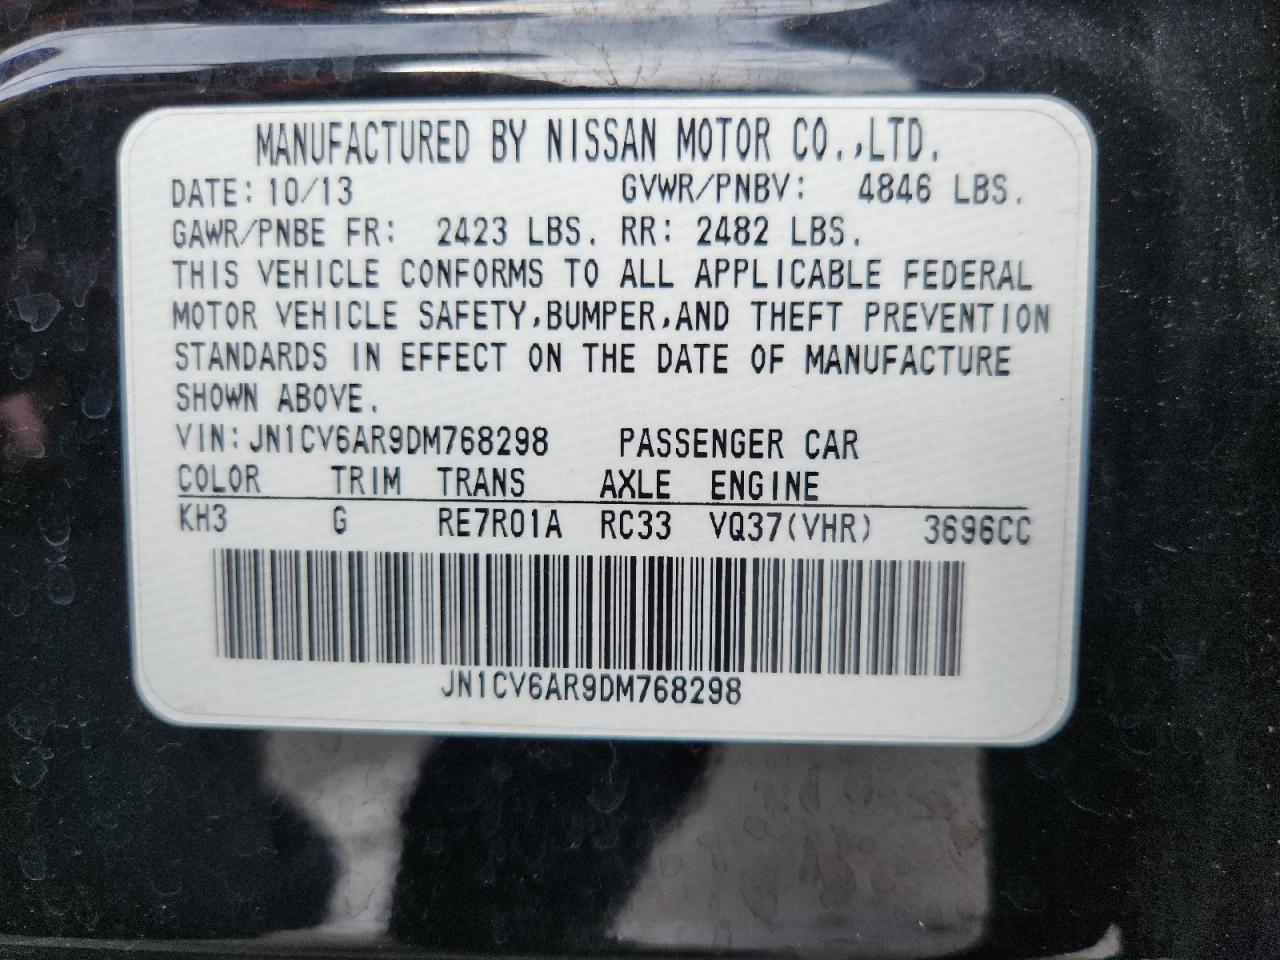 MANUFACTURED BY NISSAN MOTOR CO.,LTD.
DATE: 10/13 GVWR/PNBV: 4846 LBS.
GAWR/PNBE FR: 2423 LBS. RR: 2482 LBS.
THIS VEHICLE CONFORMS TO ALL APPLICABLE FEDERAL
MOTOR VEHICLE SAFETY,BUMPER,AND THEFT PREVENTION
STANDARDS IN EFFECT ON THE DATE OF MANUFACTURE
SHOWN ABOVE.
VIN: JN1CV6AR9DM768298 PASSENGER CAR
COLOR TRIM TRANS AXLE ENGINE
KH3 G RE7R01A RC33 VQ37(VHR) 3696CC
JN1CV6AR9DM768298